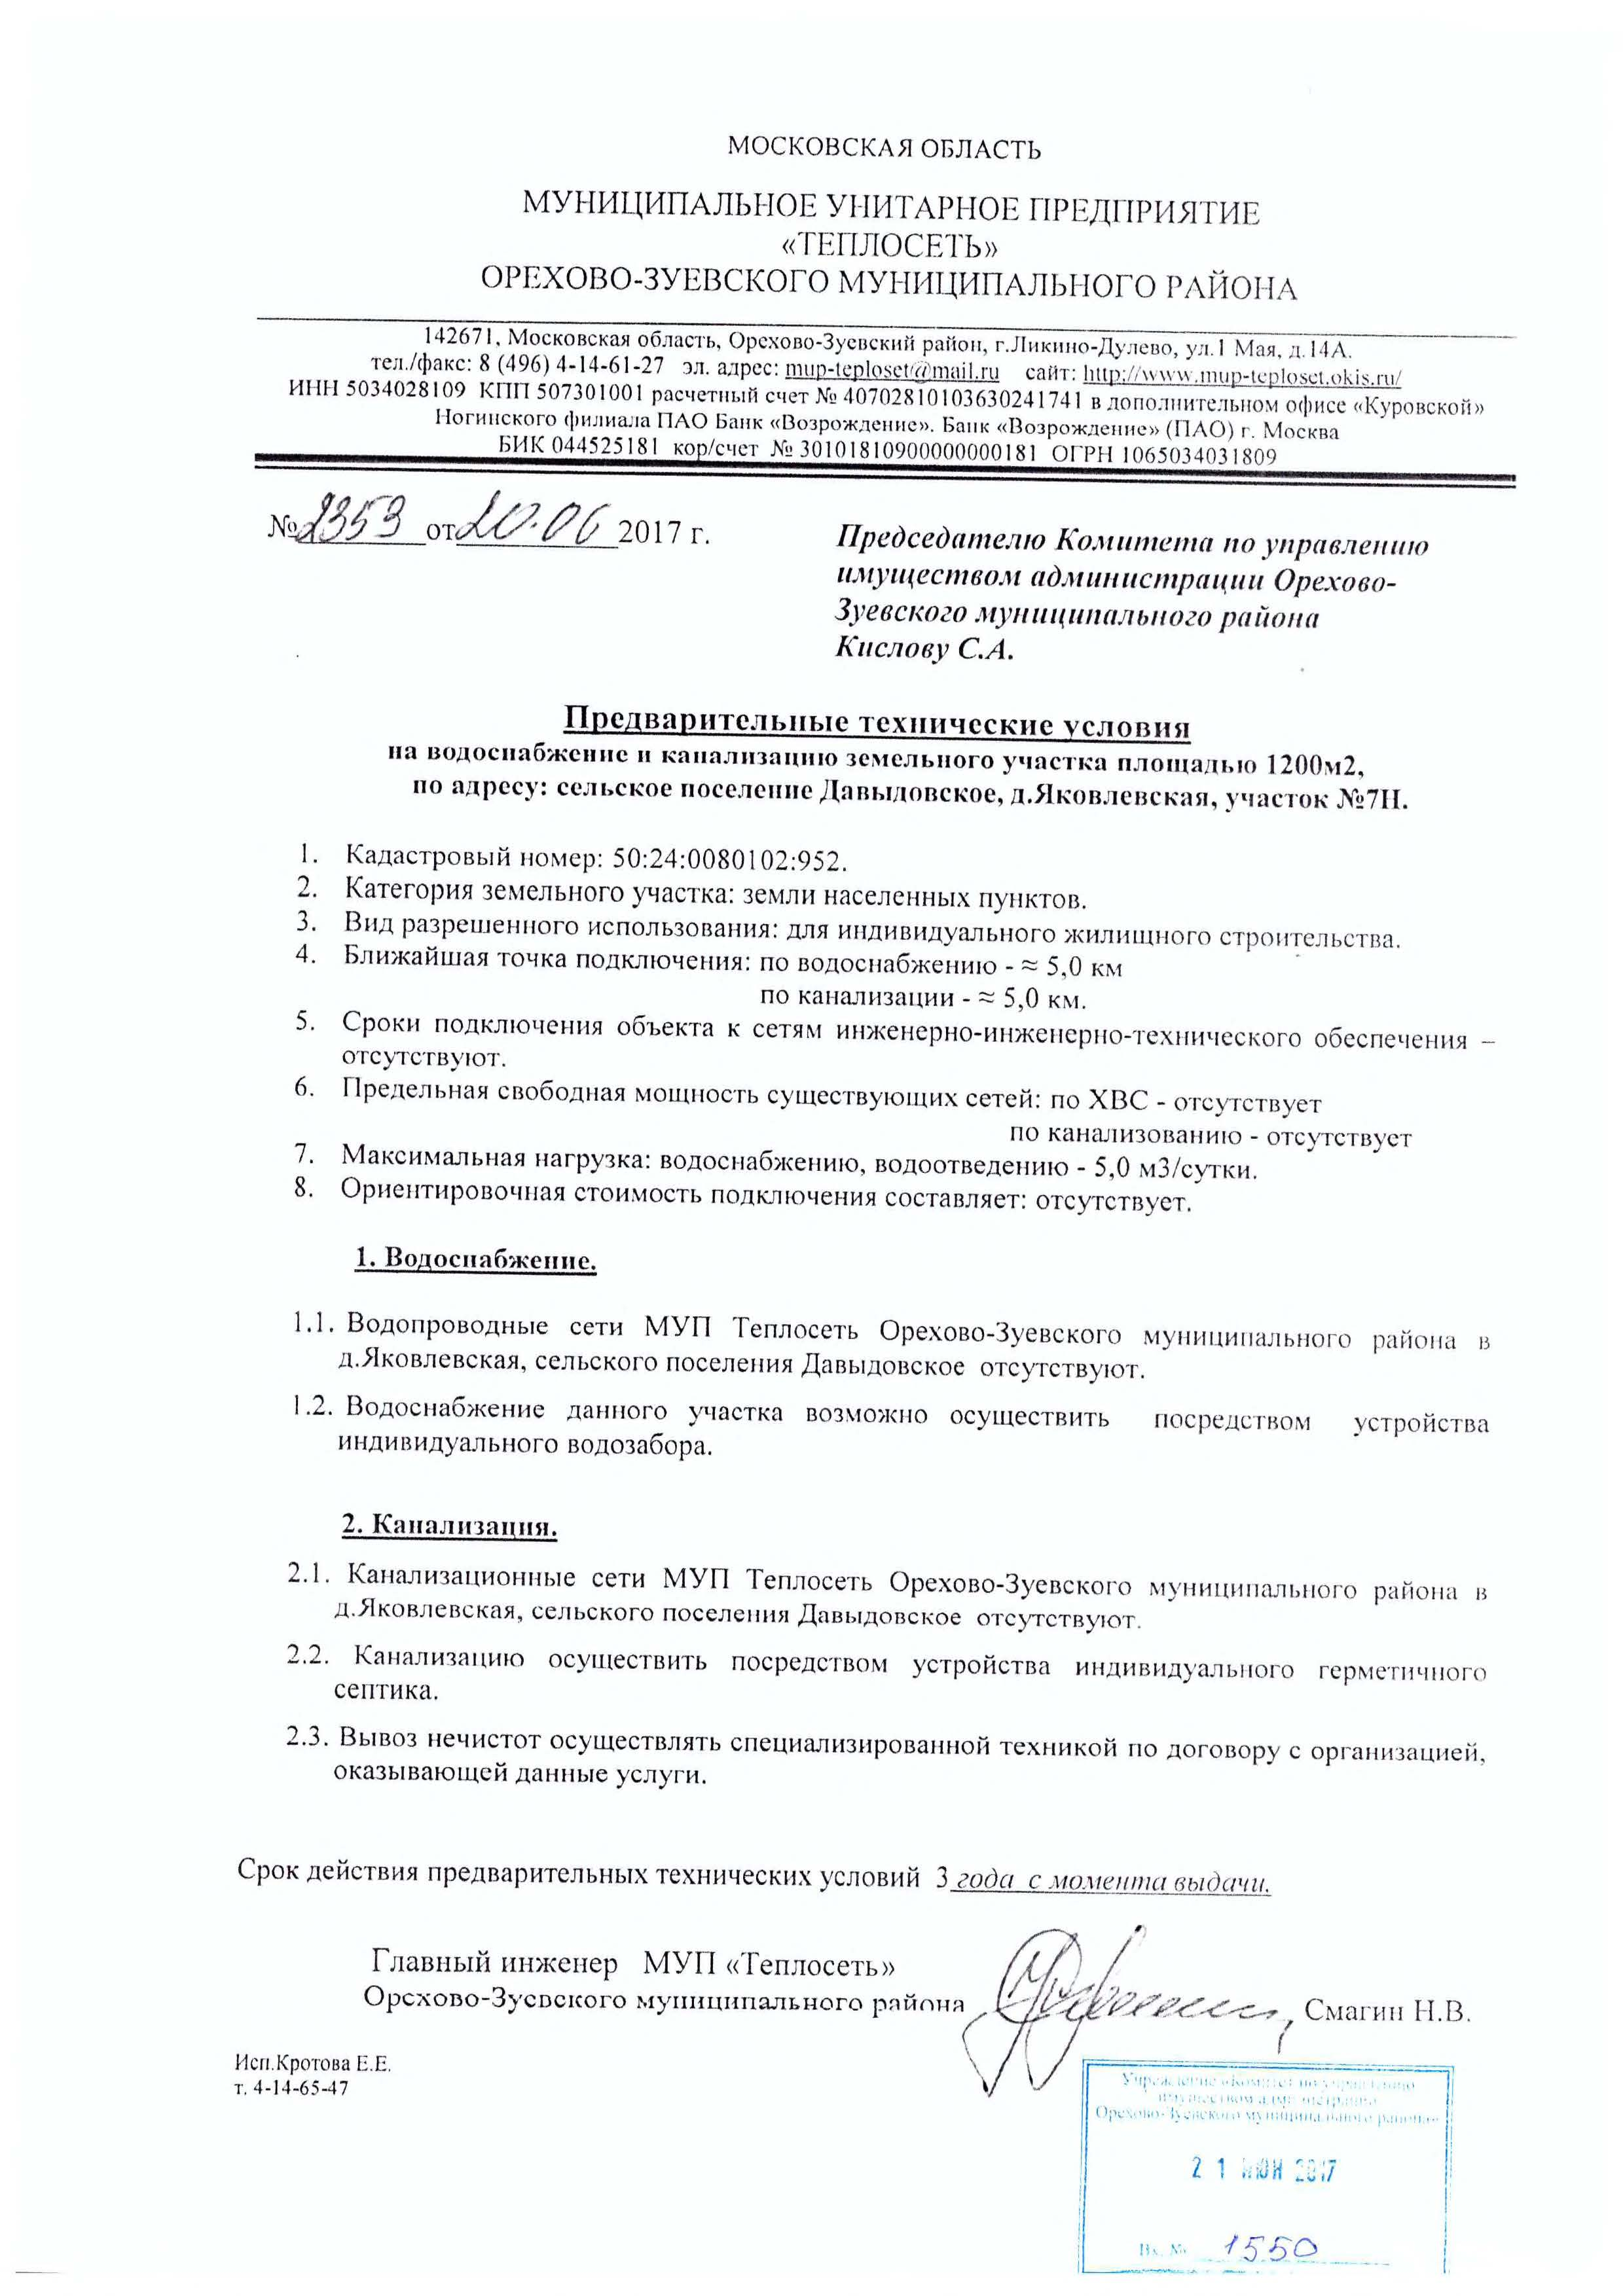 МОСКОВСКАЯ ОБЛАСТЬ
МУНИЦИПАЛЬНОЕ УНИТАРНОЕ ПРЕДПРИЯТИЕ
«ТЕПЛОСЕТЬ»
ОРЕХОВО-ЗУЕВСКОГО МУНИЦИПАЛЬНОГО РАЙОНА
142671, Московская область, Орехово-Зуевский район, г.Ликино-Дулево, ул.1 Мая, д.14А.
тел./факс: 8 (496) 4-14-61-27 эл. адрес: mup-teploset@mail.ru сайт: http://www.mup-teploset.okis.ru/
ИНН 5034028109 КПП 507301001 расчетный счет № 40702810103630241741 в дополнительном офисе «Куровской»
Ногинского филиала ПАО Банк «Возрождение». Банк «Возрождение» (ПАО) г. Москва
БИК 044525181 кор/счет № 30101810900000000181 ОГРН 1065034031809
№2353 от 20.06 2017 г.
Председателю Комитета по управлению
имуществом администрации Орехово-
Зуевского муниципального района
Кислову С.А.
Предварительные технические условия
на водоснабжение и канализацию земельного участка площадью 1200м2,
по адресу: сельское поселение Давыдовское, д.Яковлевская, участок №7П.
1. Кадастровый номер: 50:24:0080102:952.
2. Категория земельного участка: земли населенных пунктов.
3. Вид разрешенного использования: для индивидуального жилищного строительства.
4. Ближайшая точка подключения: по водоснабжению - ≈ 5,0 км
по канализации - ≈ 5,0 км.
5. Сроки подключения объекта к сетям инженерно-инженерно-технического обеспечения –
отсутствуют.
6. Предельная свободная мощность существующих сетей: по ХВС - отсутствует
по канализованию - отсутствует
7. Максимальная нагрузка: водоснабжению, водоотведению - 5,0 м3/сутки.
8. Ориентировочная стоимость подключения составляет: отсутствует.
1. Водоснабжение.
1.1. Водопроводные сети МУП Теплосеть Орехово-Зуевского муниципального района в
д.Яковлевская, сельского поселения Давыдовское отсутствуют.
1.2. Водоснабжение данного участка возможно осуществить посредством устройства
индивидуального водозабора.
2. Канализация.
2.1. Канализационные сети МУП Теплосеть Орехово-Зуевского муниципального района в
д.Яковлевская, сельского поселения Давыдовское отсутствуют.
2.2. Канализацию осуществить посредством устройства индивидуального герметичного
септика.
2.3. Вывоз нечистот осуществлять специализированной техникой по договору с организацией,
оказывающей данные услуги.
Срок действия предварительных технических условий 3 года с момента выдачи.
Главный инженер МУП «Теплосеть»
Орехово-Зуевского муниципального района Смагин Н.В.
Исп.Кротова Е.Е.
т. 4-14-65-47
Учреждение «Комитет по управлению
имуществом администрации
Орехово-Зуевского муниципального района»
21 ИЮН 2017
Вх. № 1550